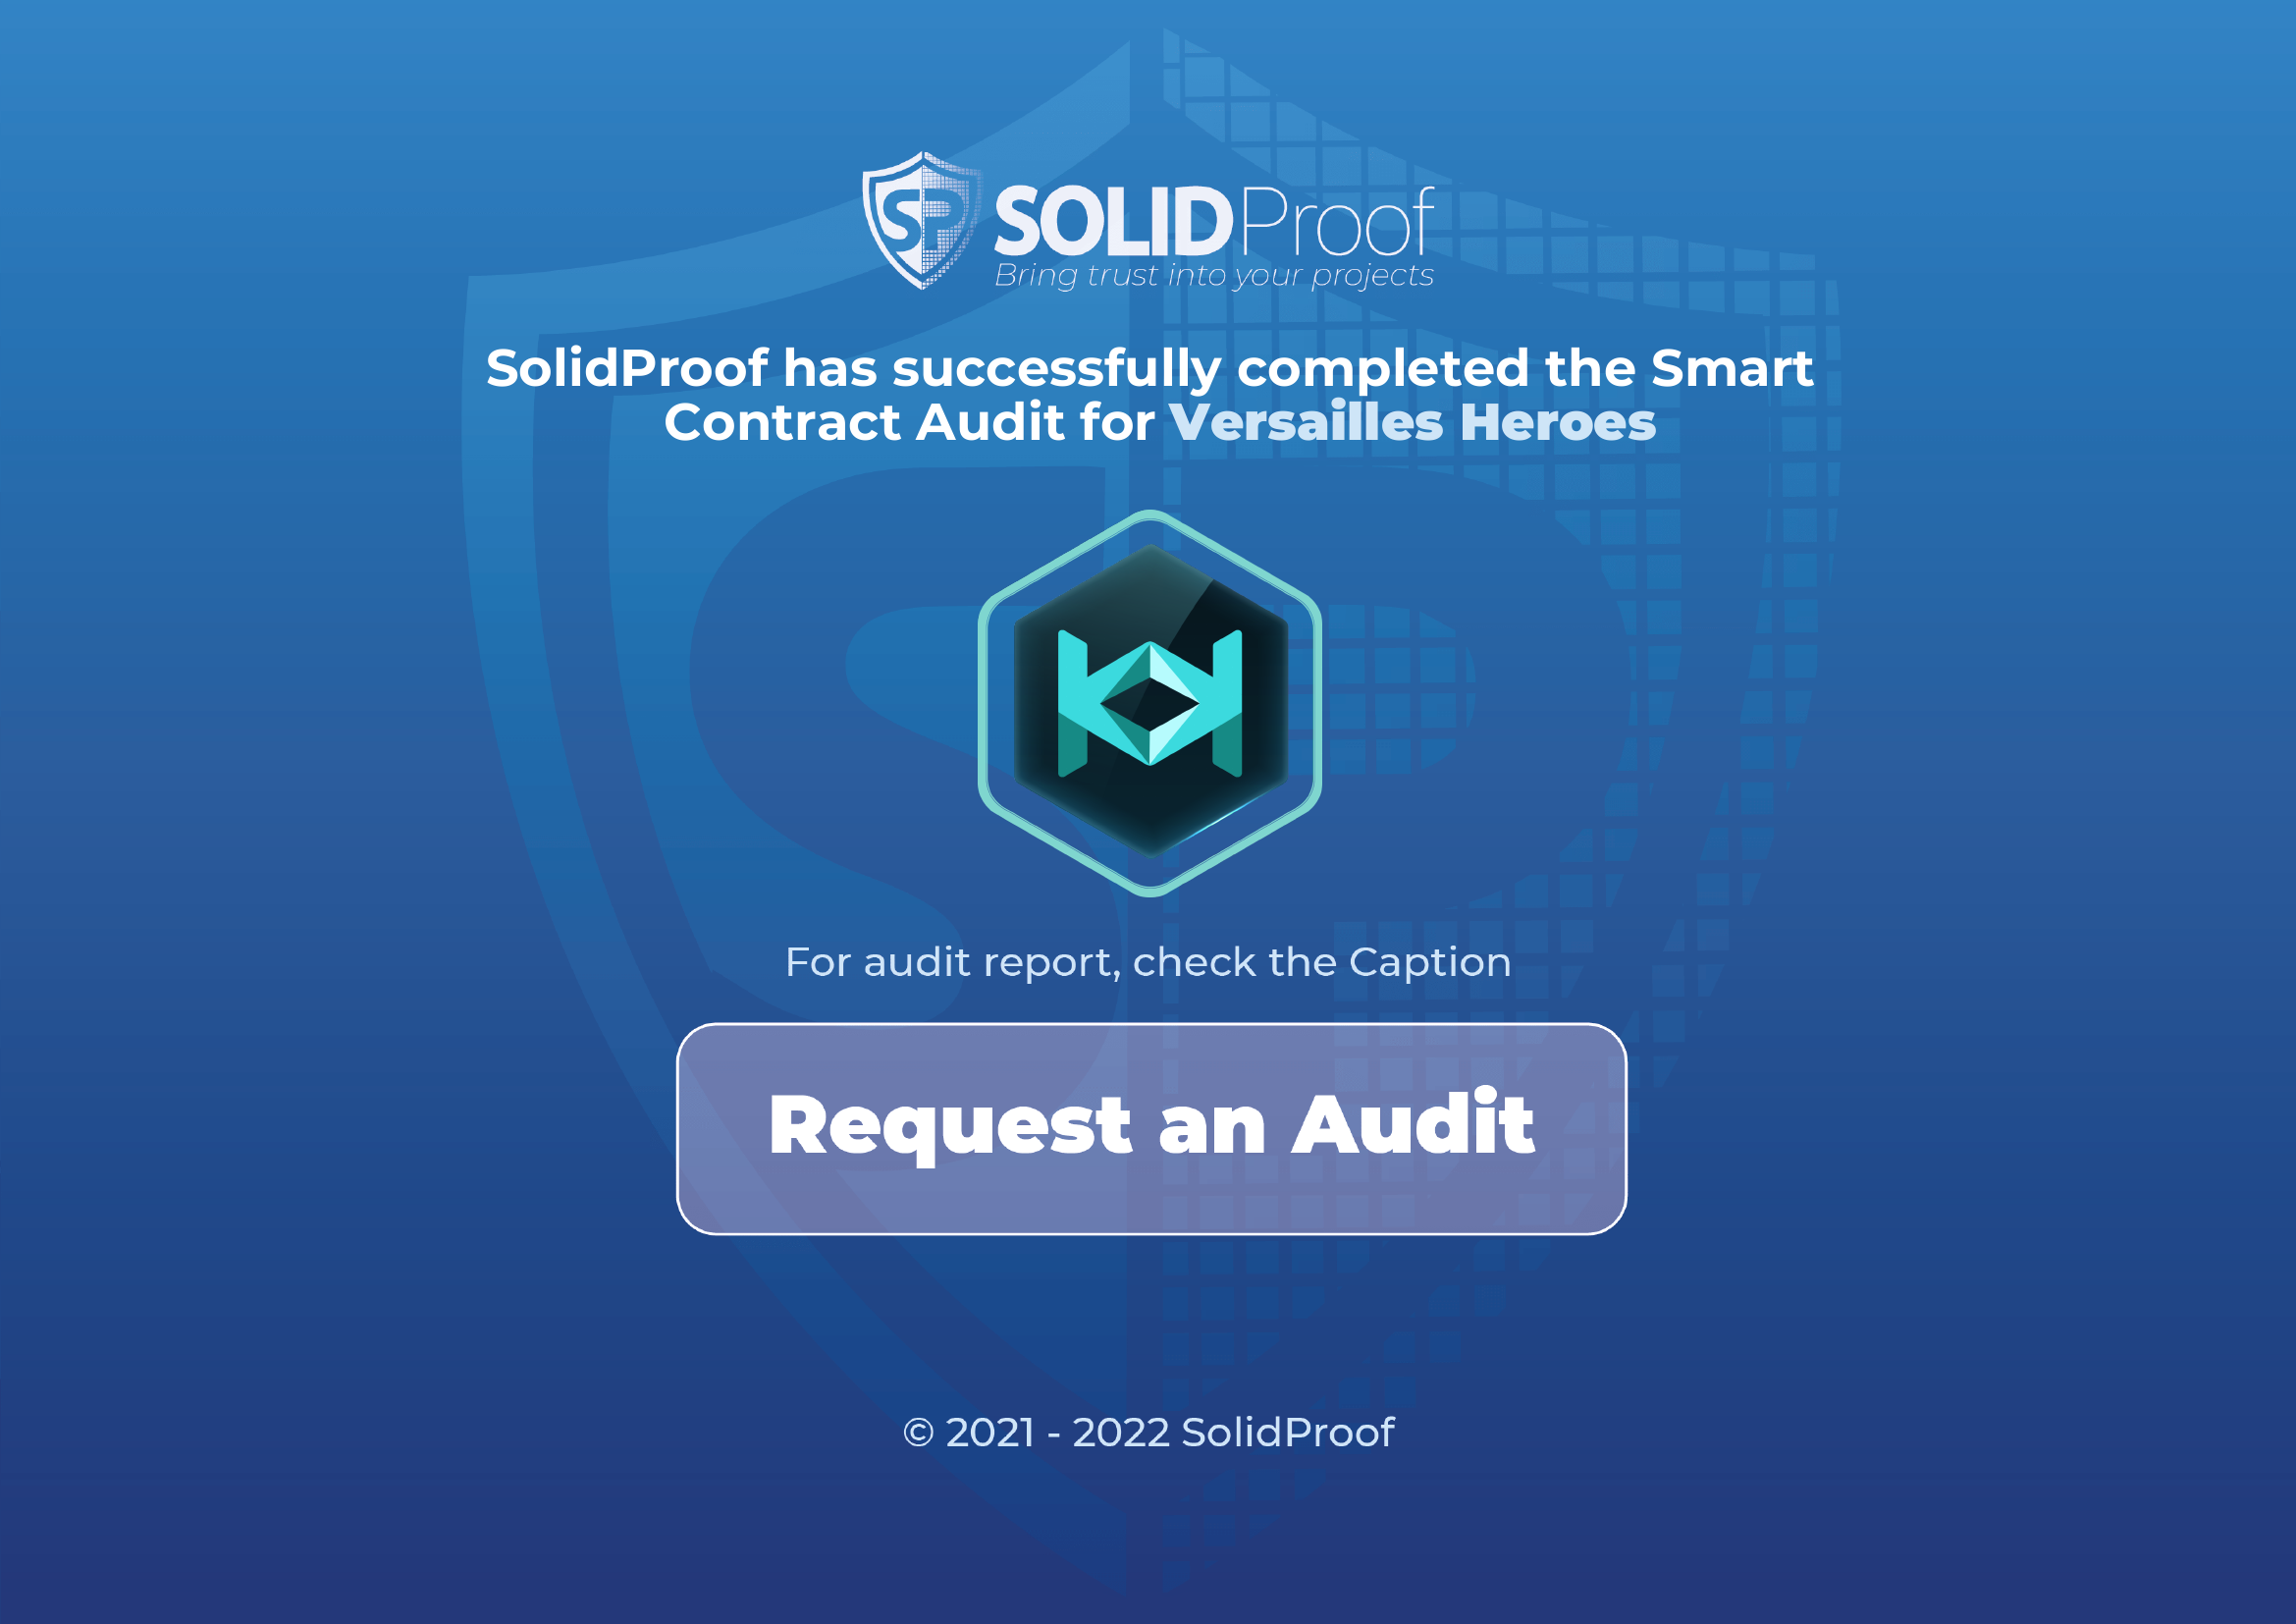 SP SOLIDProof
Bring trust into your projects
SolidProof has successfully completed the Smart
Contract Audit for Versailles Heroes
For audit report, check the Caption
Request an Audit
© 2021 - 2022 SolidProof